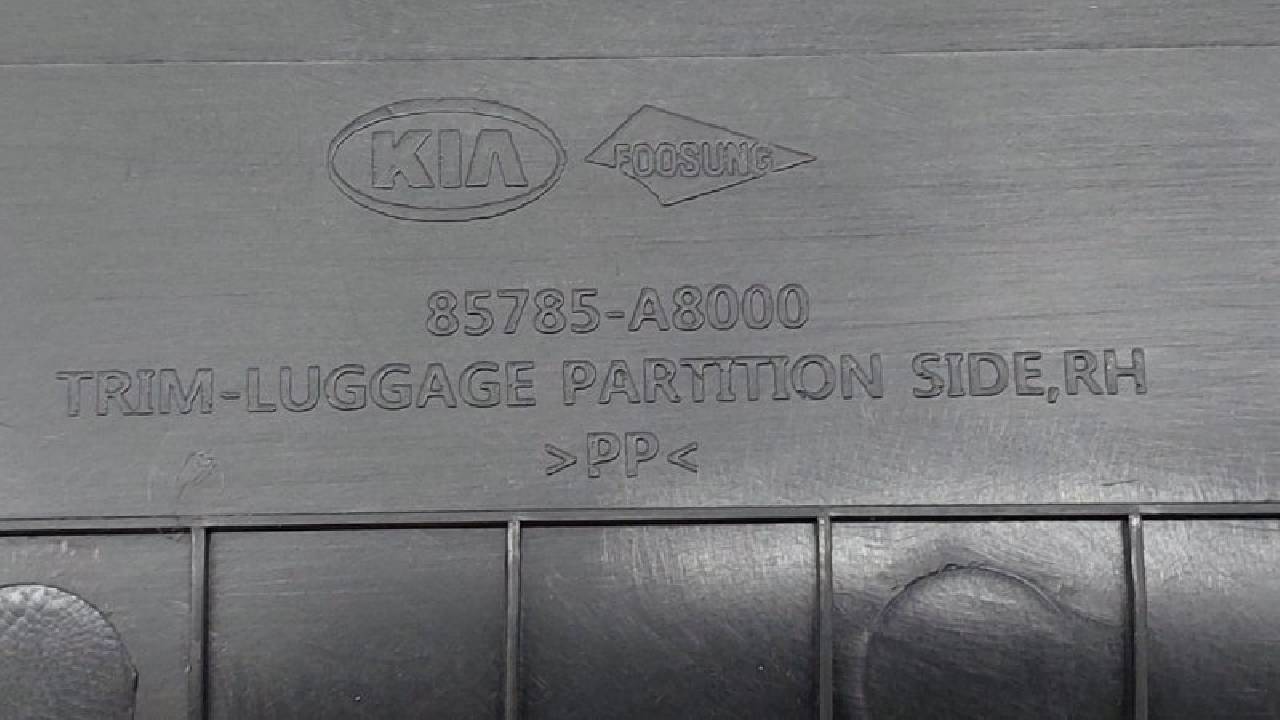 KIA FOOSUNG
85785-A8000
TRIM-LUGGAGE PARTITION SIDE,RH
>PP<